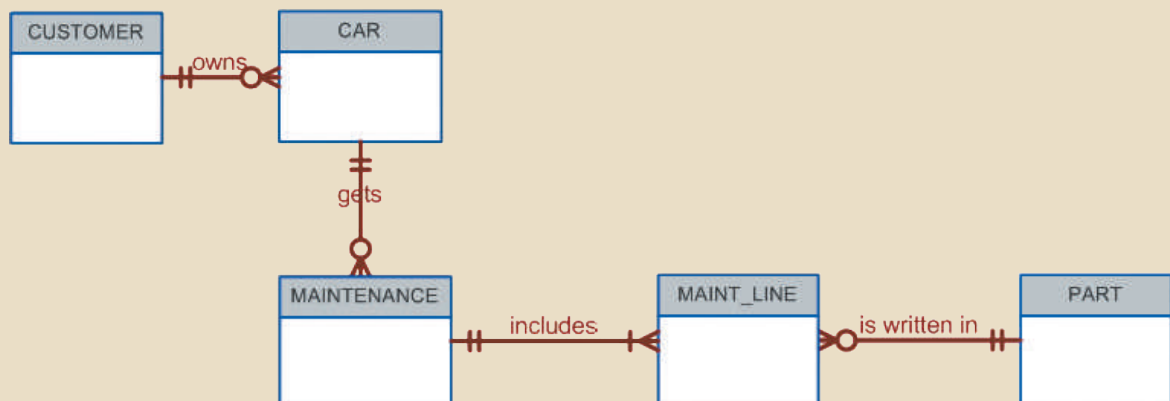 CUSTOMER
CAR
owns
gets
MAINTENANCE
MAINT_LINE
PART
includes
is written in